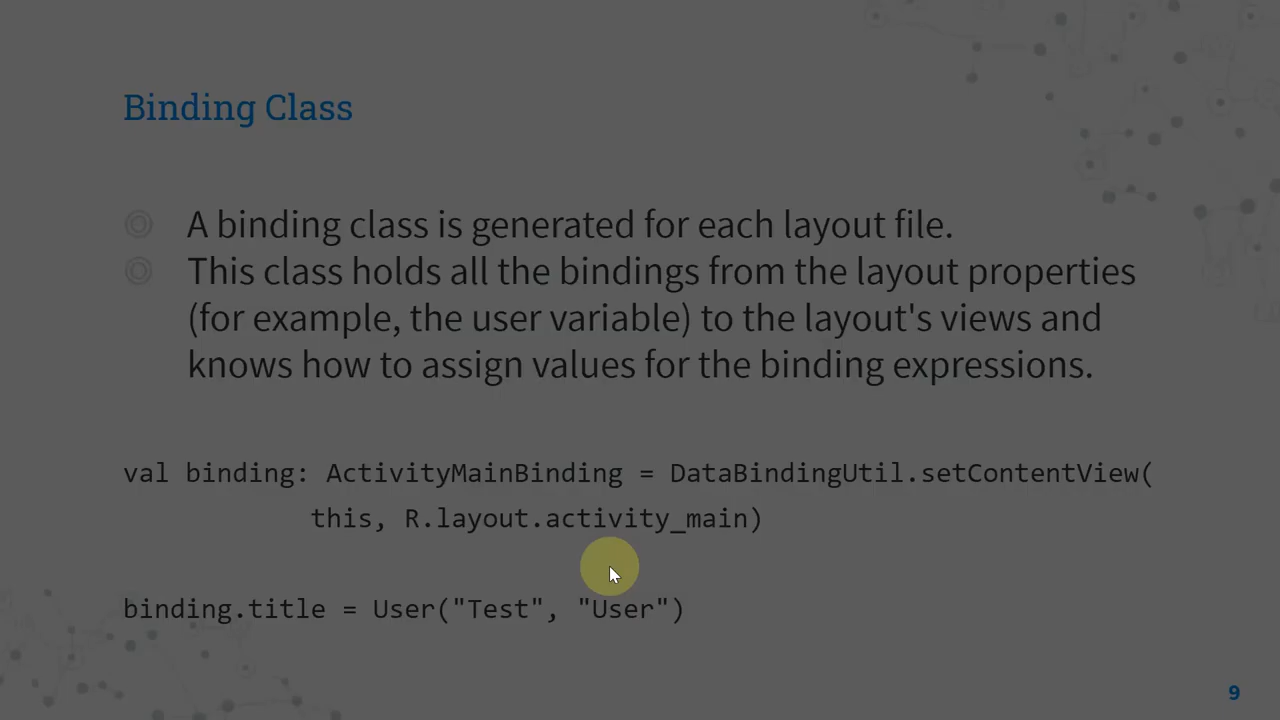 Binding Class
A binding class is generated for each layout file.
This class holds all the bindings from the layout properties
(for example, the user variable) to the layout's views and
knows how to assign values for the binding expressions.
val binding: ActivityMainBinding = DataBindingUtil.setContentView(
this, R.layout.activity_main)
binding.title = User("Test", "User")
9